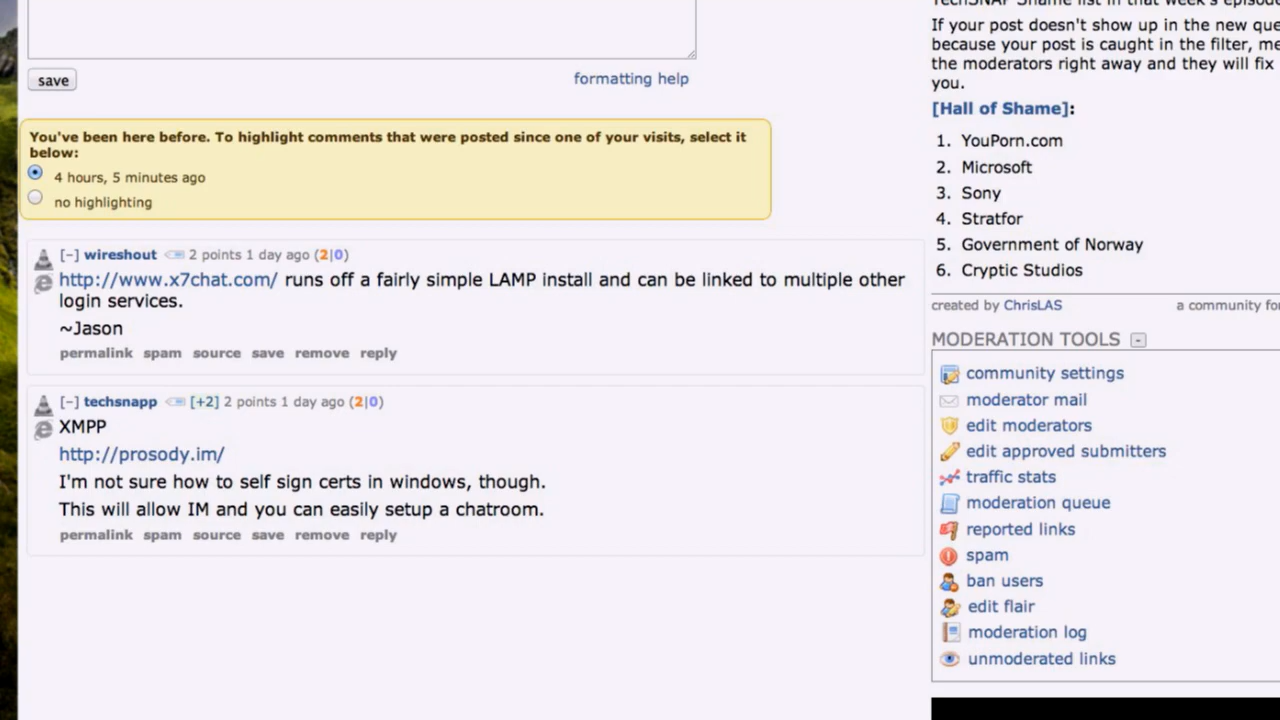 save
formatting help
You've been here before. To highlight comments that were posted since one of your visits, select it
below:
4 hours, 5 minutes ago
no highlighting
[–] wireshout 2 points 1 day ago (2|0)
http://www.x7chat.com/ runs off a fairly simple LAMP install and can be linked to multiple other
login services.
~Jason
permalink spam source save remove reply
[–] techsnapp [+2] 2 points 1 day ago (2|0)
XMPP
http://prosody.im/
I'm not sure how to self sign certs in windows, though.
This will allow IM and you can easily setup a chatroom.
permalink spam source save remove reply
TechSNAP Shame list in that week's episode
If your post doesn't show up in the new que
because your post is caught in the filter, me
the moderators right away and they will fix
you.
[Hall of Shame]:
1. YouPorn.com
2. Microsoft
3. Sony
4. Stratfor
5. Government of Norway
6. Cryptic Studios
created by ChrisLAS a community for
MODERATION TOOLS -
community settings
moderator mail
edit moderators
edit approved submitters
traffic stats
moderation queue
reported links
spam
ban users
edit flair
moderation log
unmoderated links